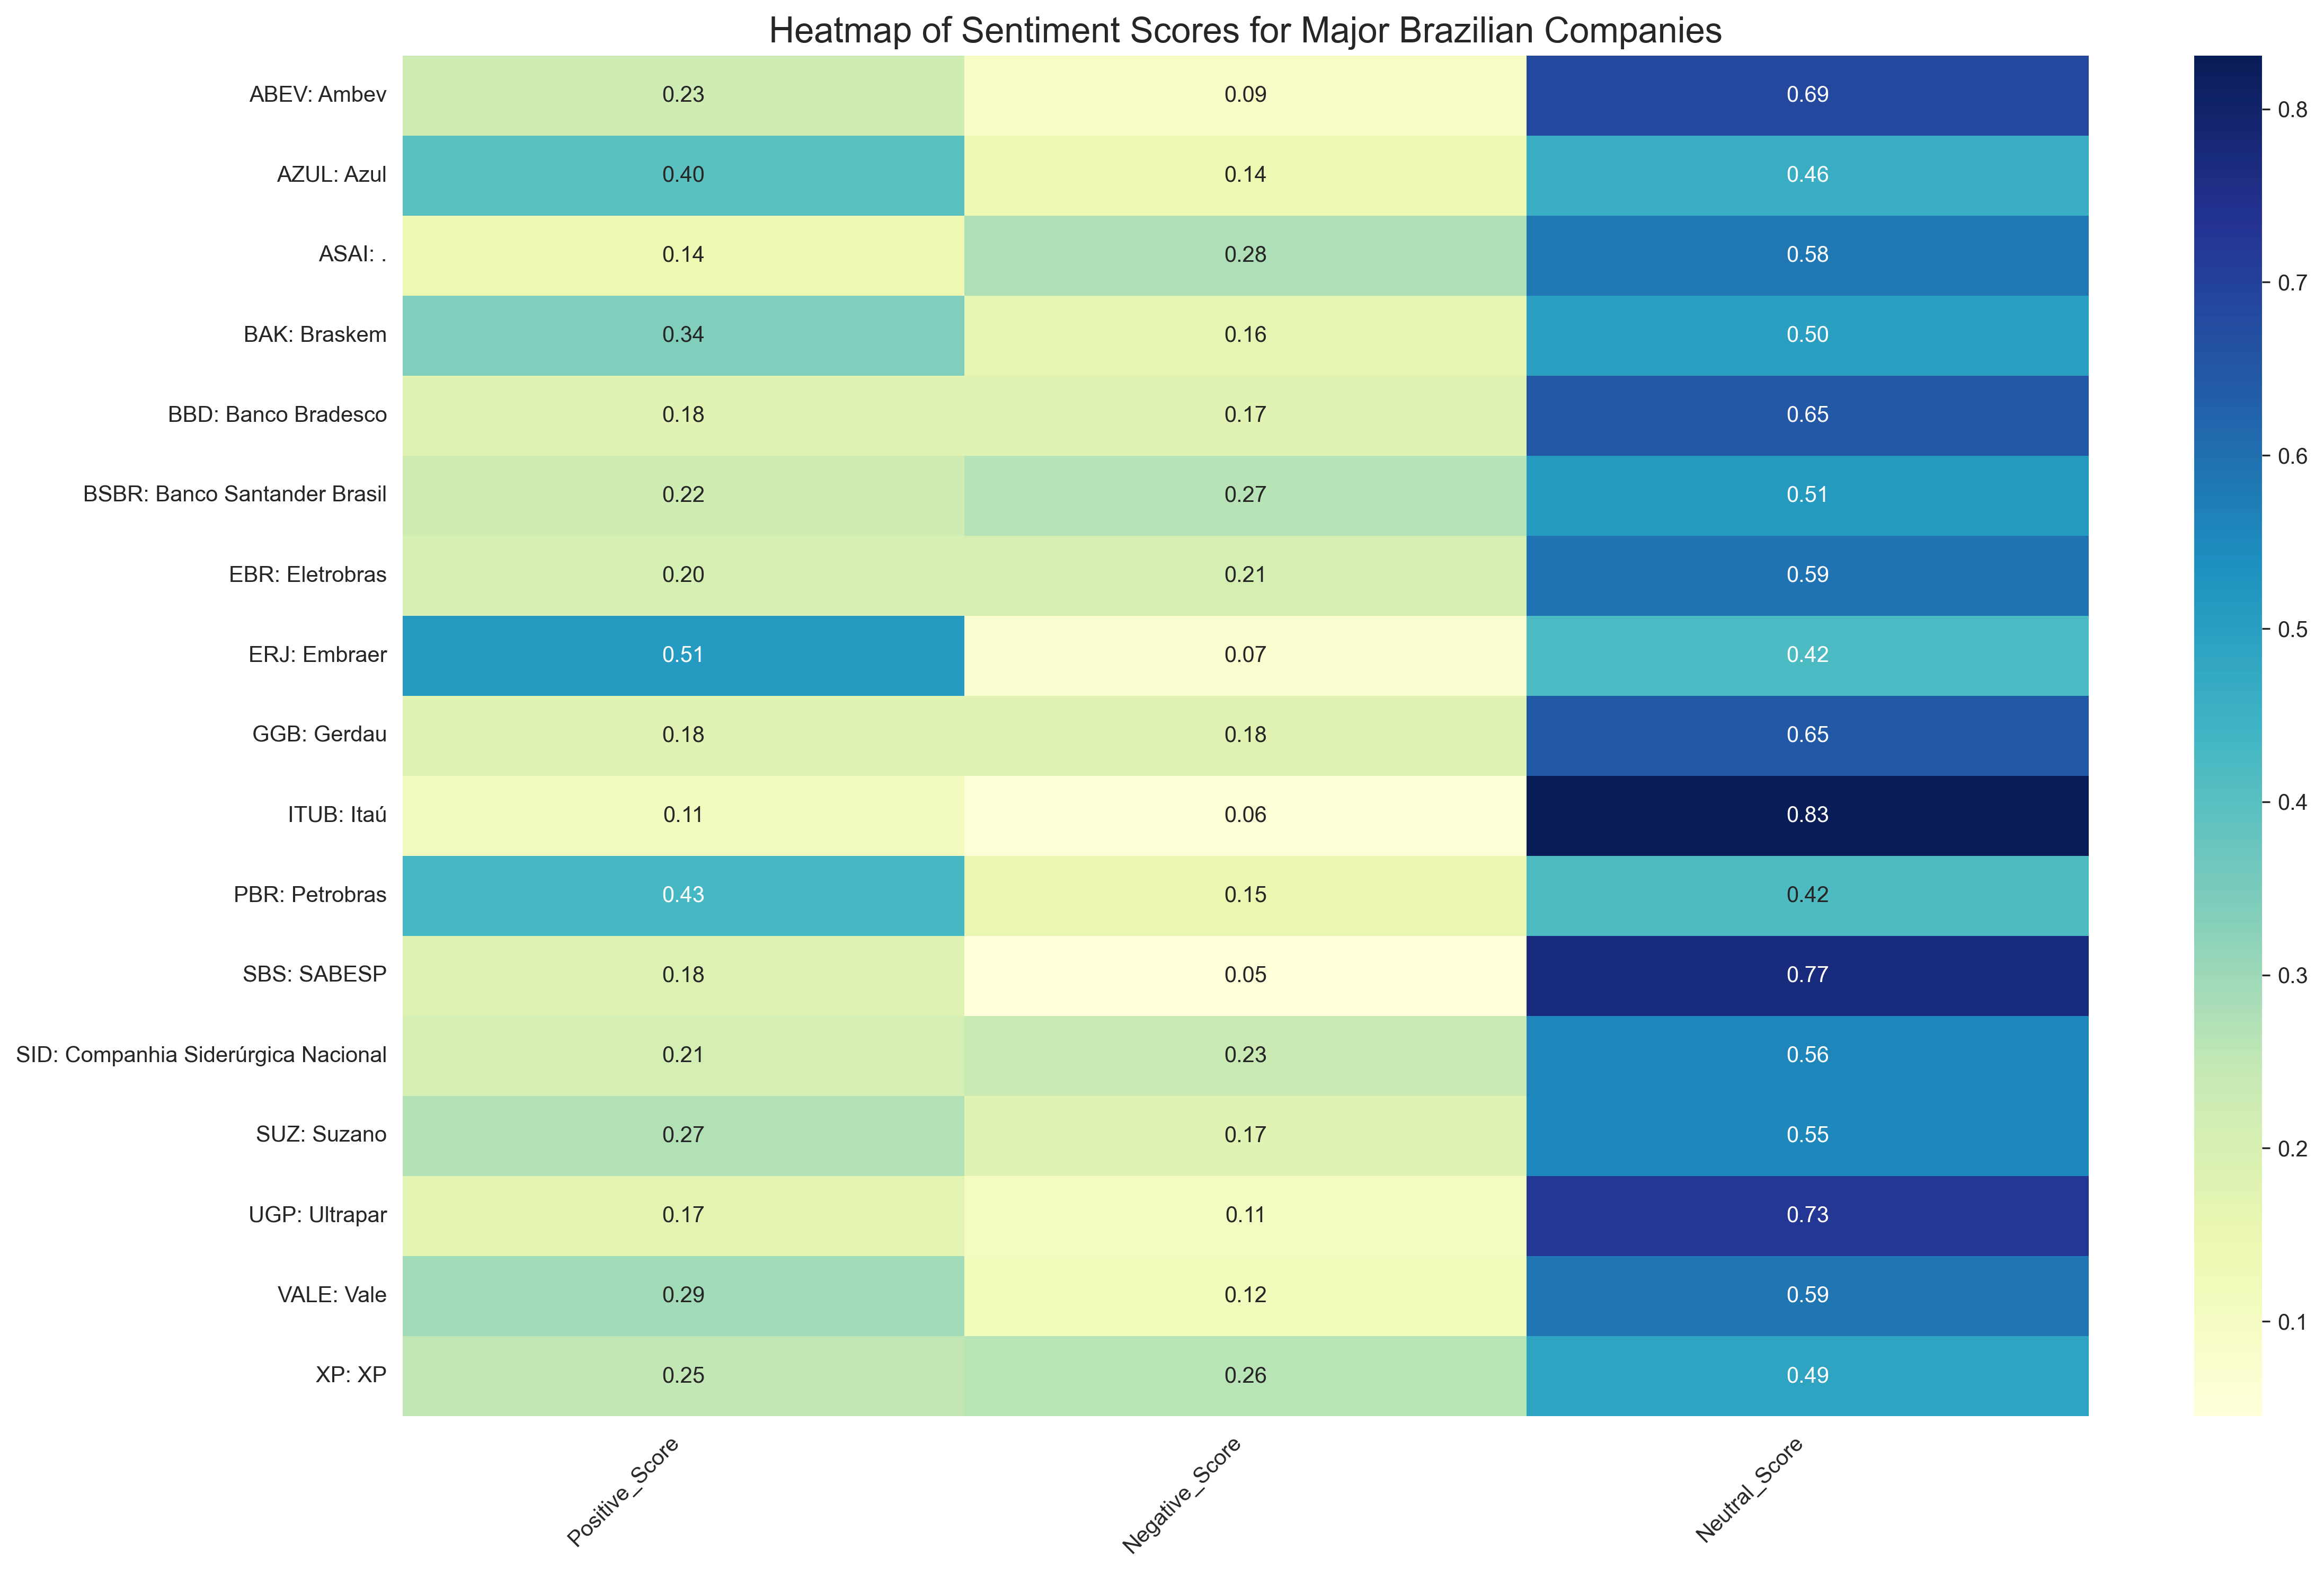 Heatmap of Sentiment Scores for Major Brazilian Companies
ABEV: Ambev 0.23 0.09 0.69
AZUL: Azul 0.40 0.14 0.46
ASAI: . 0.14 0.28 0.58
BAK: Braskem 0.34 0.16 0.50
BBD: Banco Bradesco 0.18 0.17 0.65
BSBR: Banco Santander Brasil 0.22 0.27 0.51
EBR: Eletrobras 0.20 0.21 0.59
ERJ: Embraer 0.51 0.07 0.42
GGB: Gerdau 0.18 0.18 0.65
ITUB: Itaú 0.11 0.06 0.83
PBR: Petrobras 0.43 0.15 0.42
SBS: SABESP 0.18 0.05 0.77
SID: Companhia Siderúrgica Nacional 0.21 0.23 0.56
SUZ: Suzano 0.27 0.17 0.55
UGP: Ultrapar 0.17 0.11 0.73
VALE: Vale 0.29 0.12 0.59
XP: XP 0.25 0.26 0.49
Positive_Score Negative_Score Neutral_Score
0.8
0.7
0.6
0.5
0.4
0.3
0.2
0.1